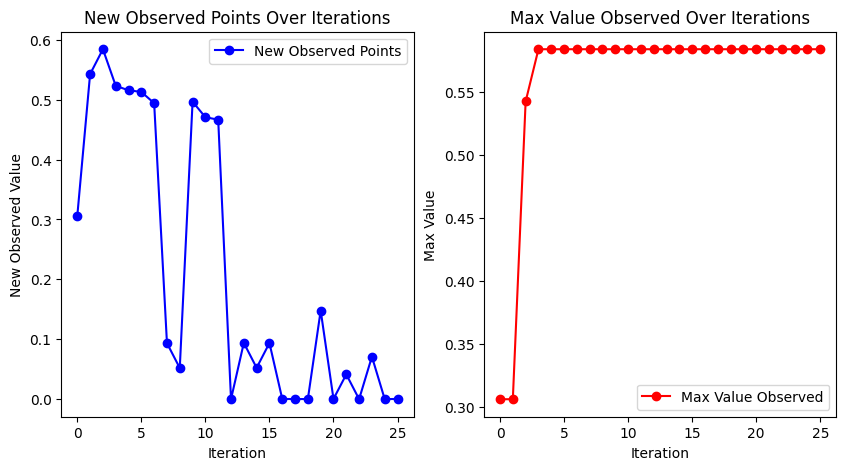 New Observed Points Over Iterations
New Observed Points
New Observed Value
0.6
0.5
0.4
0.3
0.2
0.1
0.0
0 5 10 15 20 25
Iteration
Max Value Observed Over Iterations
Max Value
0.55
0.50
0.45
0.40
0.35
0.30
Max Value Observed
0 5 10 15 20 25
Iteration